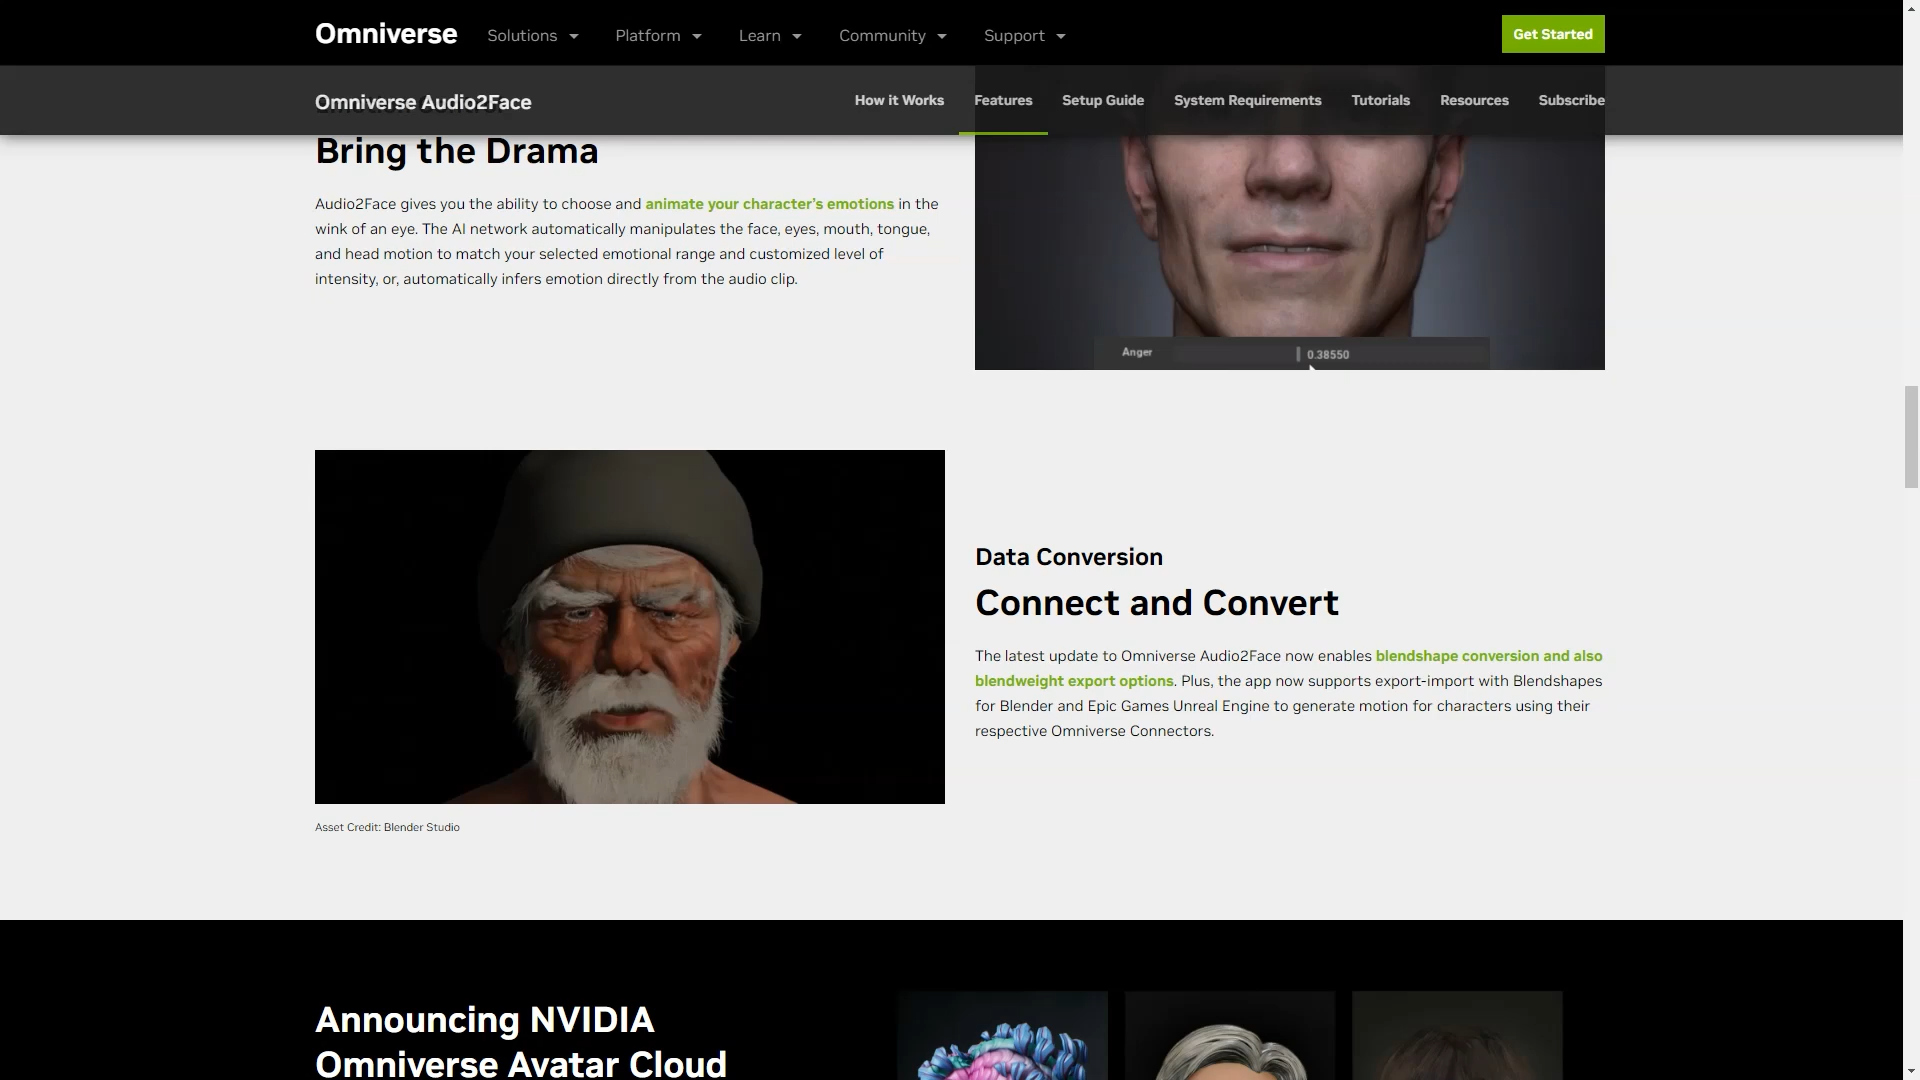 Omniverse
Solutions
Platform
Learn
Community
Support
Get Started
Omniverse Audio2Face
How it Works
Features
Setup Guide
System Requirements
Tutorials
Resources
Subscribe
Bring the Drama
Audio2Face gives you the ability to choose and animate your character's emotions in the
wink of an eye. The AI network automatically manipulates the face, eyes, mouth, tongue,
and head motion to match your selected emotional range and customized level of
intensity, or, automatically infers emotion directly from the audio clip.
Anger
0.38550
Data Conversion
Connect and Convert
The latest update to Omniverse Audio2Face now enables blendshape conversion and also
blendweight export options. Plus, the app now supports export-import with Blendshapes
for Blender and Epic Games Unreal Engine to generate motion for characters using their
respective Omniverse Connectors.
Asset Credit: Blender Studio
Announcing NVIDIA
Omniverse Avatar Cloud